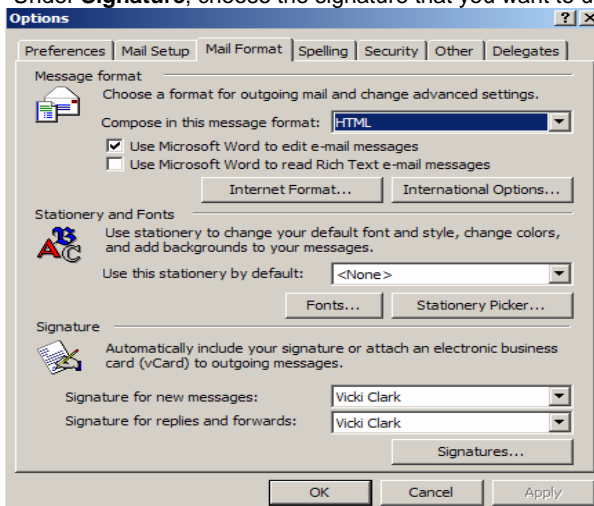 Under Signature, choose the signature that you want to u
Options
Preferences Mail Setup Mail Format Spelling Security Other Delegates
Message format
Choose a format for outgoing mail and change advanced settings.
Compose in this message format: HTML
Use Microsoft Word to edit e-mail messages
Use Microsoft Word to read Rich Text e-mail messages
Internet Format... International Options...
Stationery and Fonts
Use stationery to change your default font and style, change colors,
and add backgrounds to your messages.
Use this stationery by default: <None>
Fonts... Stationery Picker...
Signature
Automatically include your signature or attach an electronic business
card (vCard) to outgoing messages.
Signature for new messages: Vicki Clark
Signature for replies and forwards: Vicki Clark
Signatures...
OK Cancel Apply